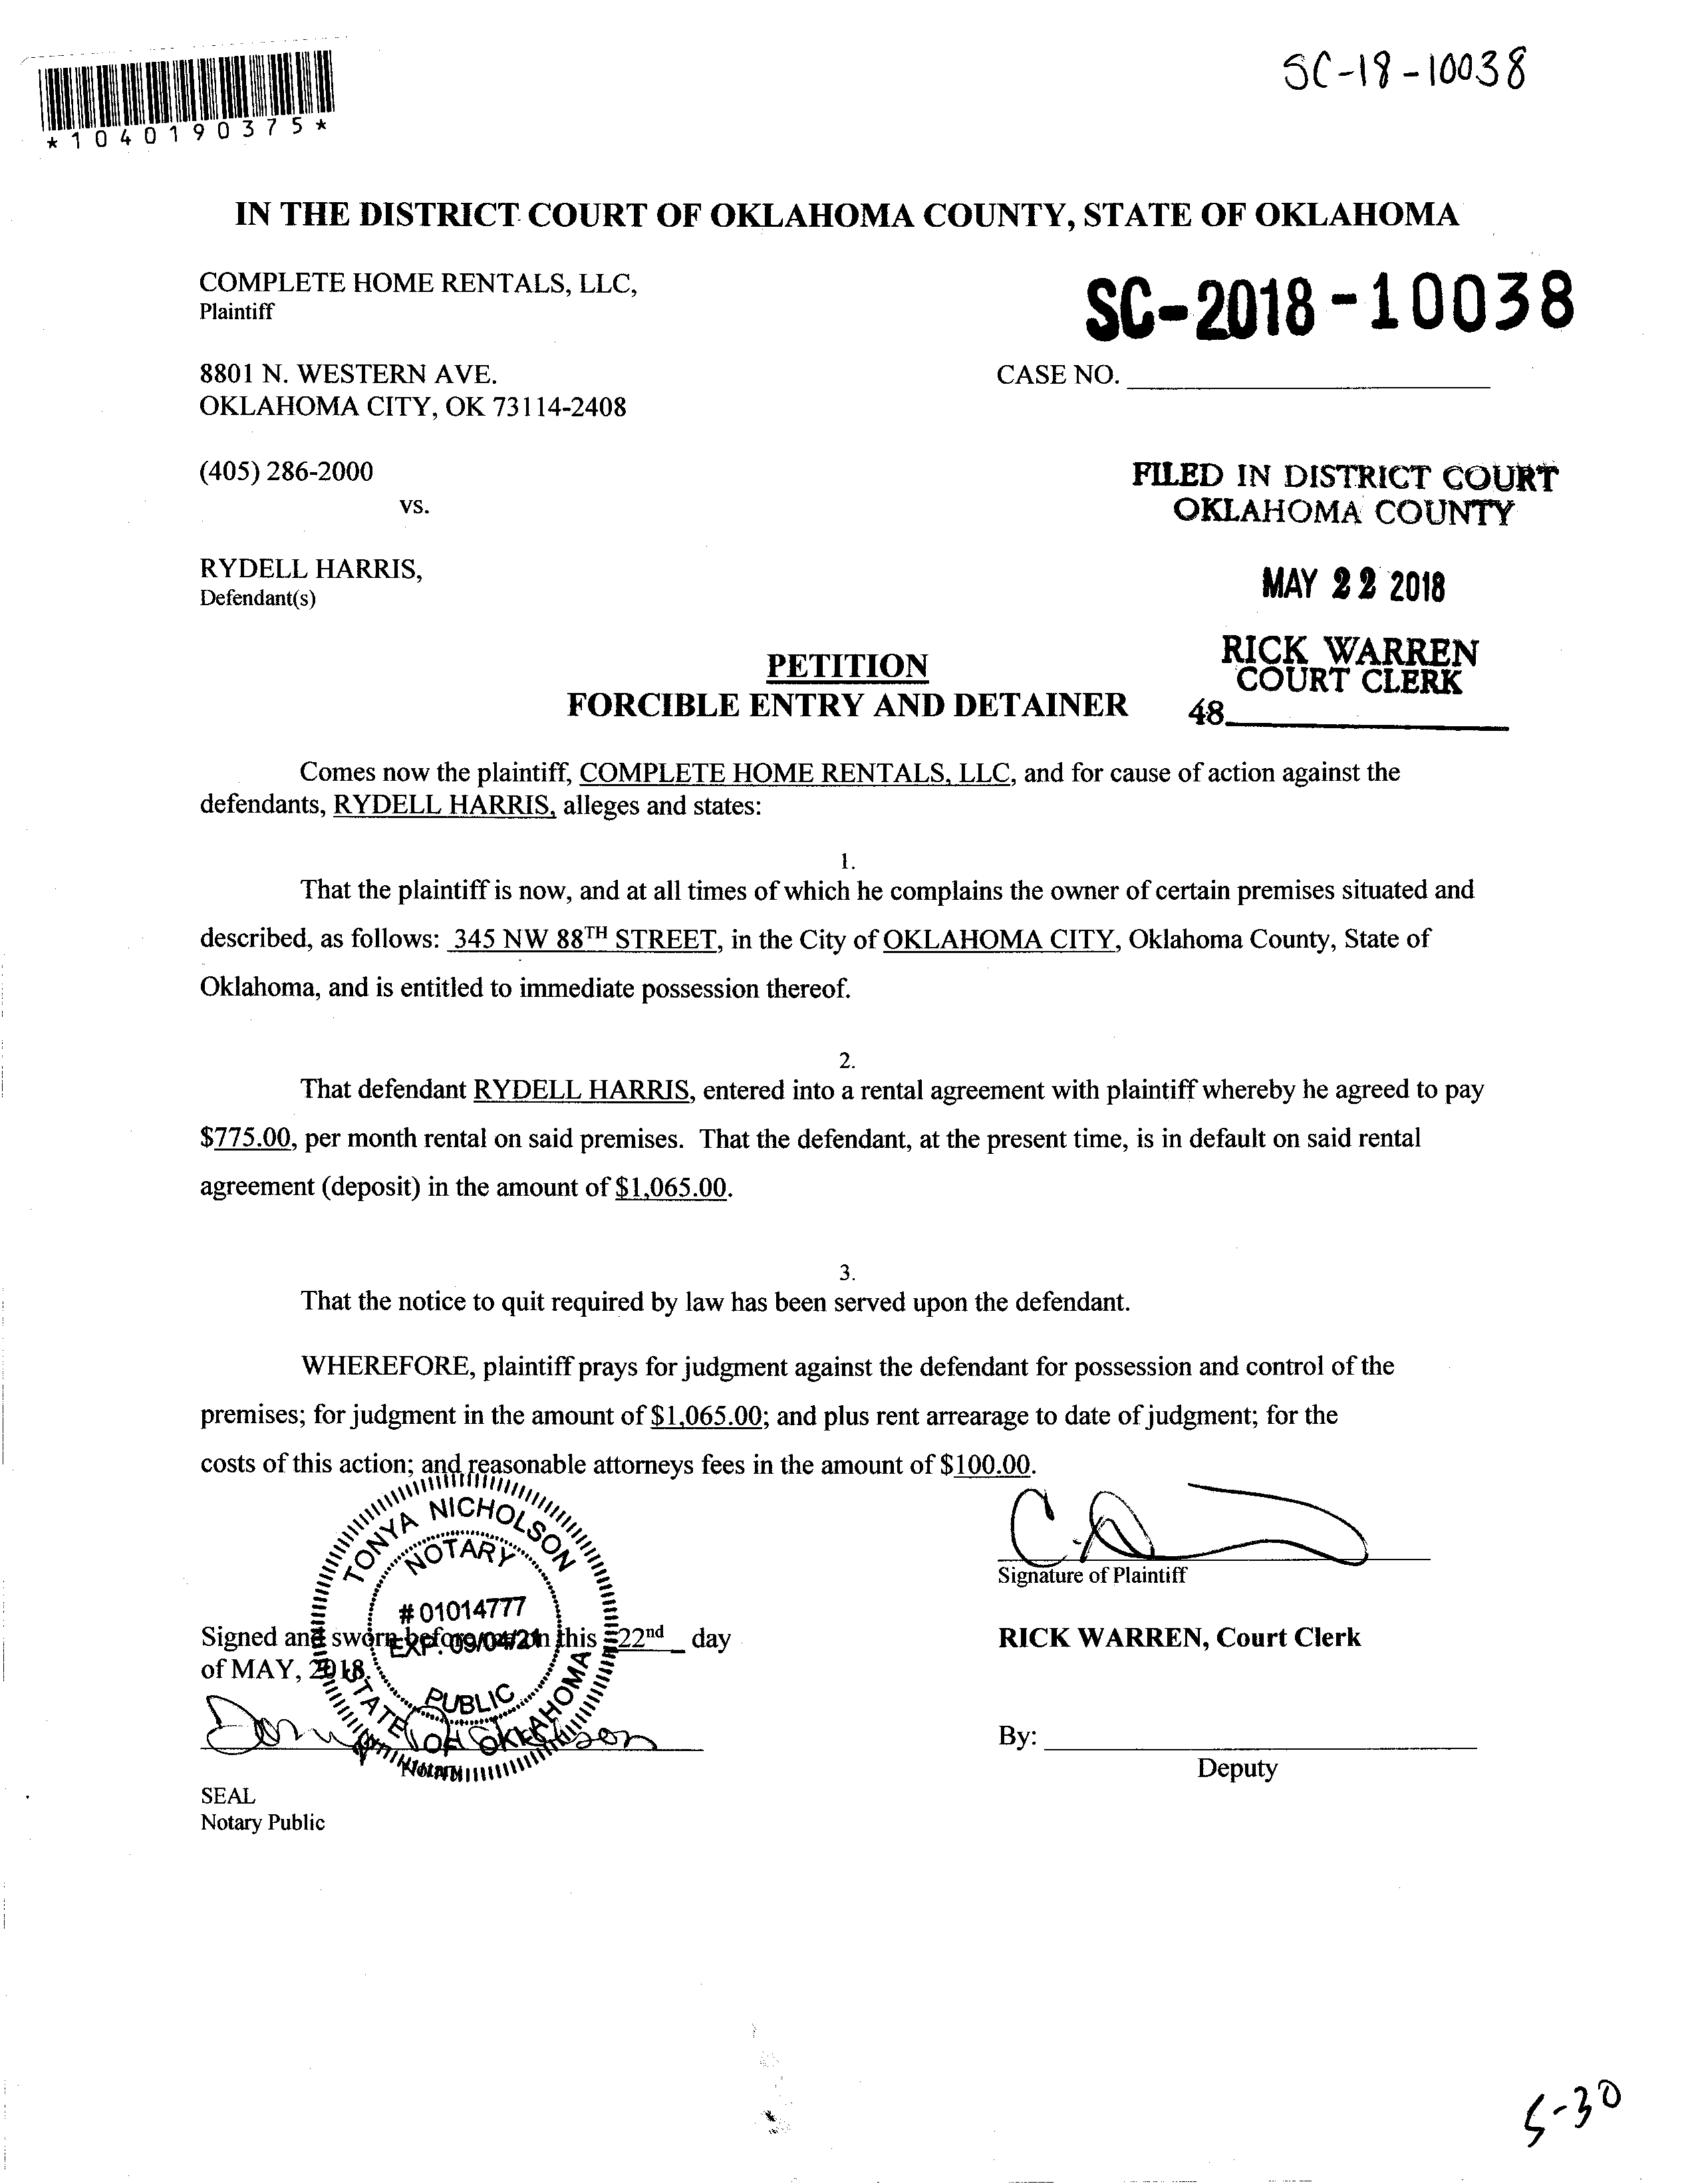 SC-18-10038
*1040190375*
IN THE DISTRICT COURT OF OKLAHOMA COUNTY, STATE OF OKLAHOMA
COMPLETE HOME RENTALS, LLC,
Plaintiff
SC-2018-10038
8801 N. WESTERN AVE.
CASE NO.
OKLAHOMA CITY, OK 73114-2408
(405) 286-2000
FILED IN DISTRICT COURT
OKLAHOMA COUNTY
vs.
RYDELL HARRIS,
Defendant(s)
MAY 22 2018
RICK WARREN
COURT CLERK
48
PETITION
FORCIBLE ENTRY AND DETAINER
Comes now the plaintiff, COMPLETE HOME RENTALS, LLC, and for cause of action against the
defendants, RYDELL HARRIS, alleges and states:
1.
That the plaintiff is now, and at all times of which he complains the owner of certain premises situated and
described, as follows: 345 NW 88TH STREET, in the City of OKLAHOMA CITY, Oklahoma County, State of
Oklahoma, and is entitled to immediate possession thereof.
2.
That defendant RYDELL HARRIS, entered into a rental agreement with plaintiff whereby he agreed to pay
$775.00, per month rental on said premises. That the defendant, at the present time, is in default on said rental
agreement (deposit) in the amount of $1,065.00.
3.
That the notice to quit required by law has been served upon the defendant.
WHEREFORE, plaintiff prays for judgment against the defendant for possession and control of the
premises; for judgment in the amount of $1,065.00; and plus rent arrearage to date of judgment; for the
costs of this action; and reasonable attorneys fees in the amount of $100.00.
TONYA NICHOLSON
NOTARY
# 01014777
EXP. 09/04/21
PUBLIC
STATE OF OKLAHOMA
Signature of Plaintiff
Signed and sworn before me on this 22nd day
of MAY, 2018.
RICK WARREN, Court Clerk
Notary
By:
Deputy
SEAL
Notary Public
5-30